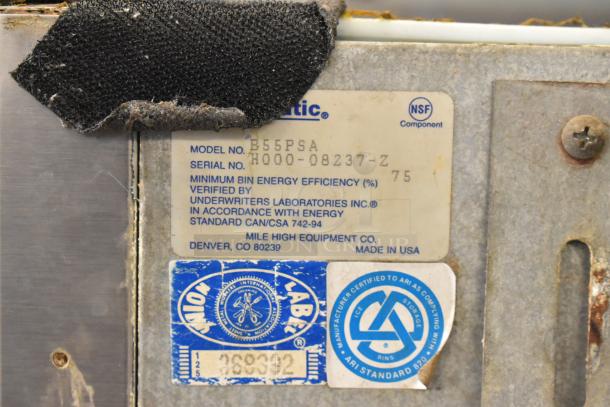 tic®
NSF
Component
MODEL NO. B55PSA
SERIAL NO. H000-08237-Z
MINIMUM BIN ENERGY EFFICIENCY (%) 75
VERIFIED BY
UNDERWRITERS LABORATORIES INC.®
IN ACCORDANCE WITH ENERGY
STANDARD CAN/CSA 742-94
MILE HIGH EQUIPMENT CO.
DENVER, CO 80239 MADE IN USA
UNION LABEL ®
125
369392
MANUFACTURER CERTIFIED TO ARI AS COMPLYING WITH
ICE STORAGE
BINS
ARI STANDARD 820